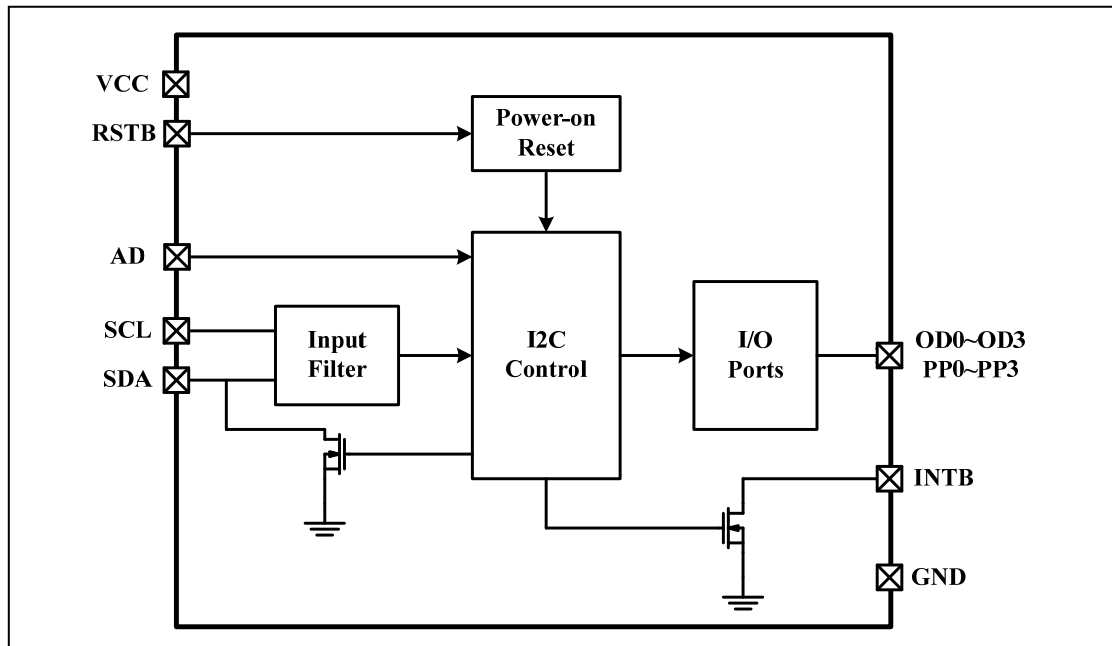 VCC
RSTB
Power-on
Reset
AD
SCL
SDA
Input
Filter
I2C
Control
I/O
Ports
OD0~OD3
PP0~PP3
INTB
GND